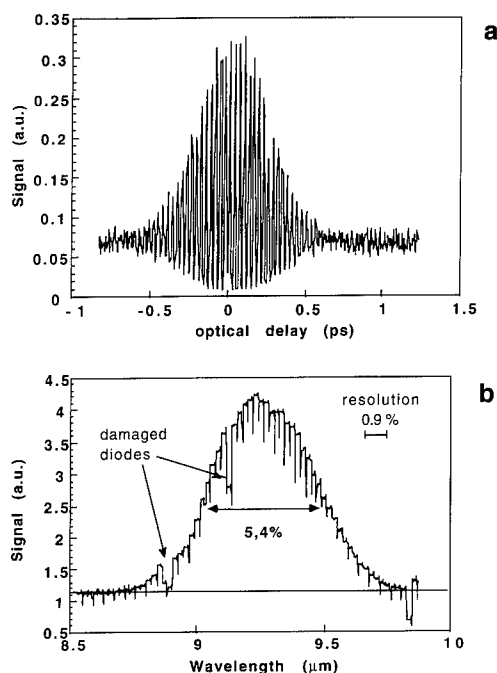 a
0.35
0.3
0.25
0.2
0.15
0.1
0.05
0
Signal (a.u.)
-1 -0.5 0 0.5 1 1.5
optical delay (ps)
b
4.5
4
3.5
3
2.5
2
1.5
1
0.5
Signal (a.u.)
damaged
diodes
resolution
0.9 %
5,4%
8.5 9 9.5 10
Wavelength (µm)